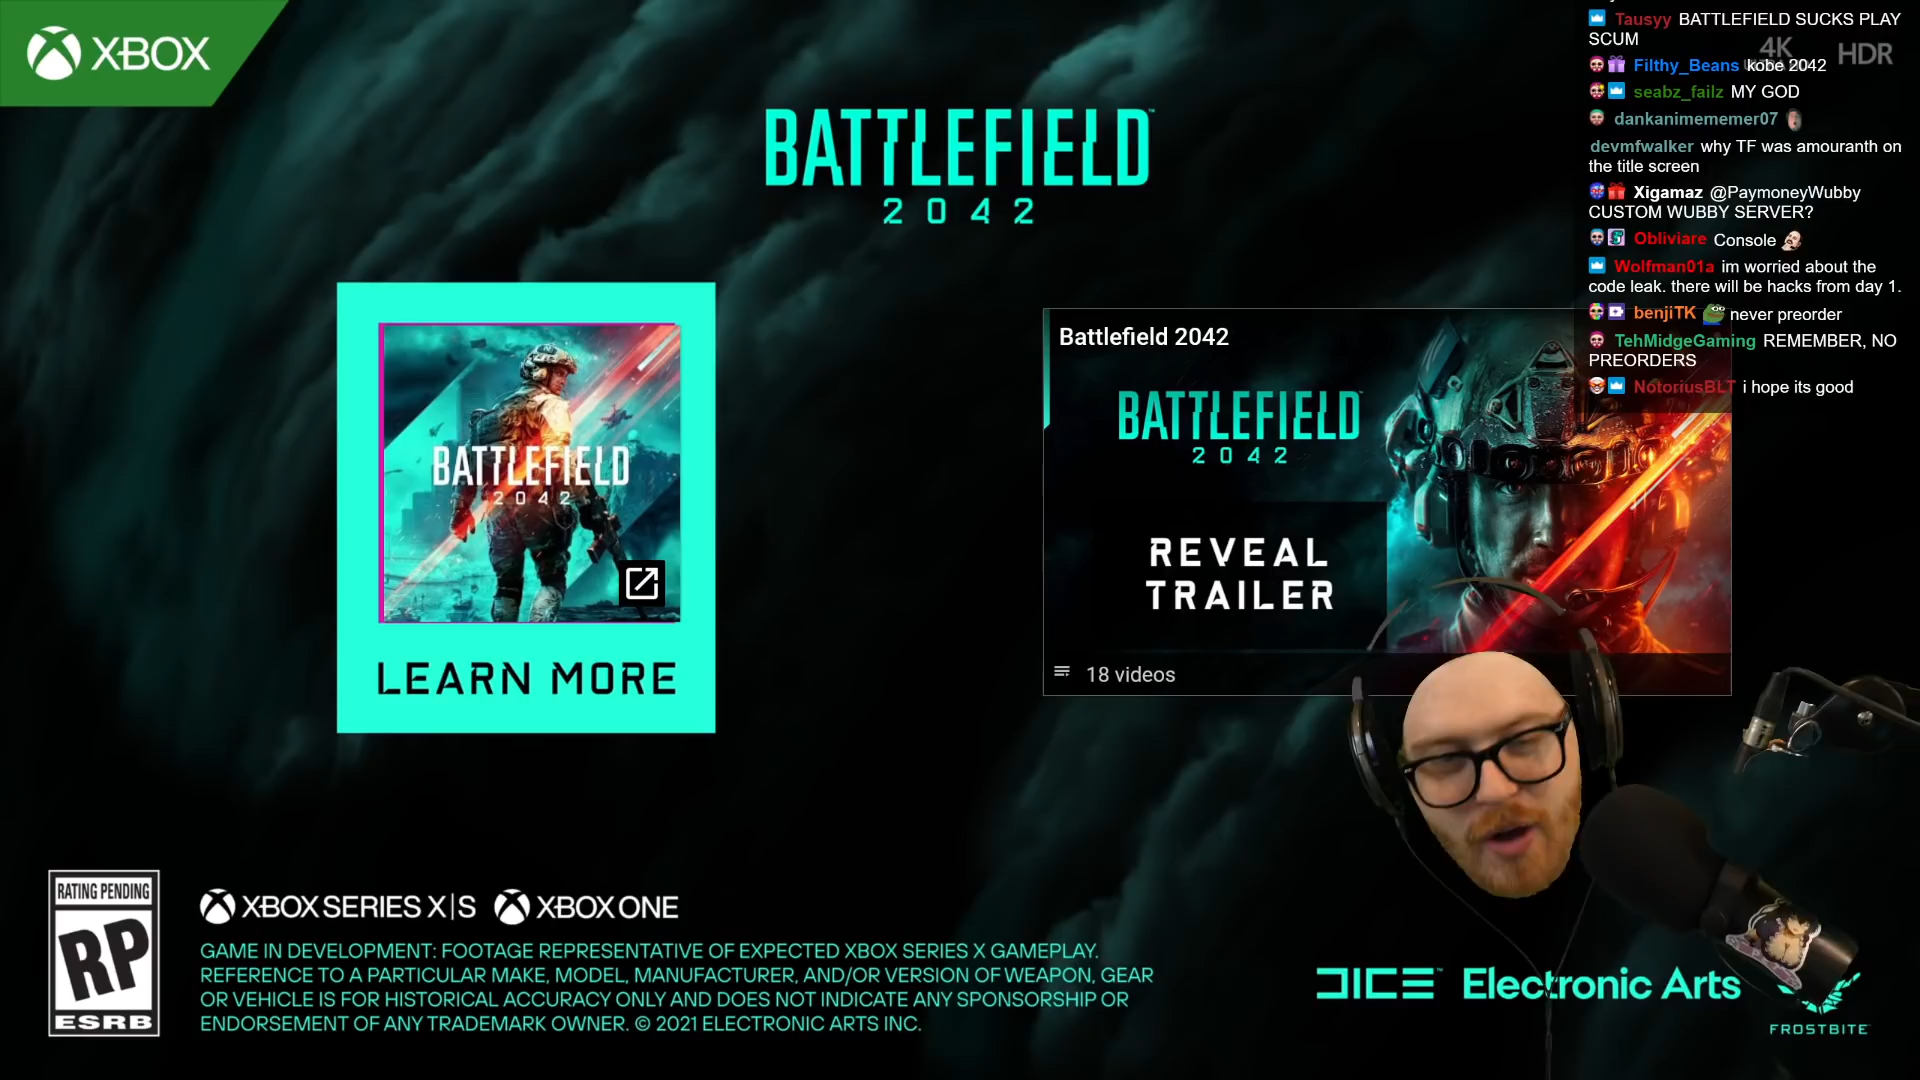 XBOX
BATTLEFIELD
2042
BATTLEFIELD
2042
LEARN MORE
Battlefield 2042
BATTLEFIELD
2042
REVEAL
TRAILER
18 videos
Tausyy BATTLEFIELD SUCKS PLAY
SCUM
4K
HDR
Filthy_Beans kobe 2042
seabz_failz MY GOD
dankanimememer07
devmfwalker why TF was amouranth on
the title screen
Xigamaz @PaymoneyWubby
CUSTOM WUBBY SERVER?
Obliviare Console
Wolfman01a im worried about the
code leak. there will be hacks from day 1.
benjiTK never preorder
TehMidgeGaming REMEMBER, NO
PREORDERS
NotoriusBLT i hope its good
RATING PENDING
RP
ESRB
XBOX SERIES X|S XBOX ONE
GAME IN DEVELOPMENT: FOOTAGE REPRESENTATIVE OF EXPECTED XBOX SERIES X GAMEPLAY.
REFERENCE TO A PARTICULAR MAKE, MODEL, MANUFACTURER, AND/OR VERSION OF WEAPON, GEAR
OR VEHICLE IS FOR HISTORICAL ACCURACY ONLY AND DOES NOT INDICATE ANY SPONSORSHIP OR
ENDORSEMENT OF ANY TRADEMARK OWNER. © 2021 ELECTRONIC ARTS INC.
DICE™ Electronic Arts
FROSTBITE